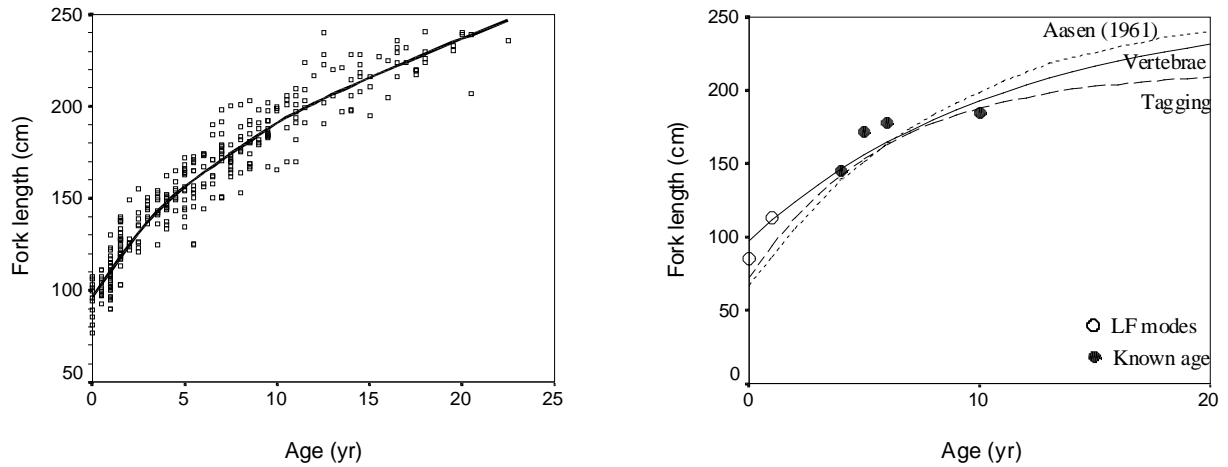 250
200
150
100
50
Fork length (cm)
0 5 10 15 20 25
Age (yr)
250
200
150
100
50
0
Fork length (cm)
Aasen (1961)
Vertebrae
Tagging
LF modes
Known age
0 10 20
Age (yr)